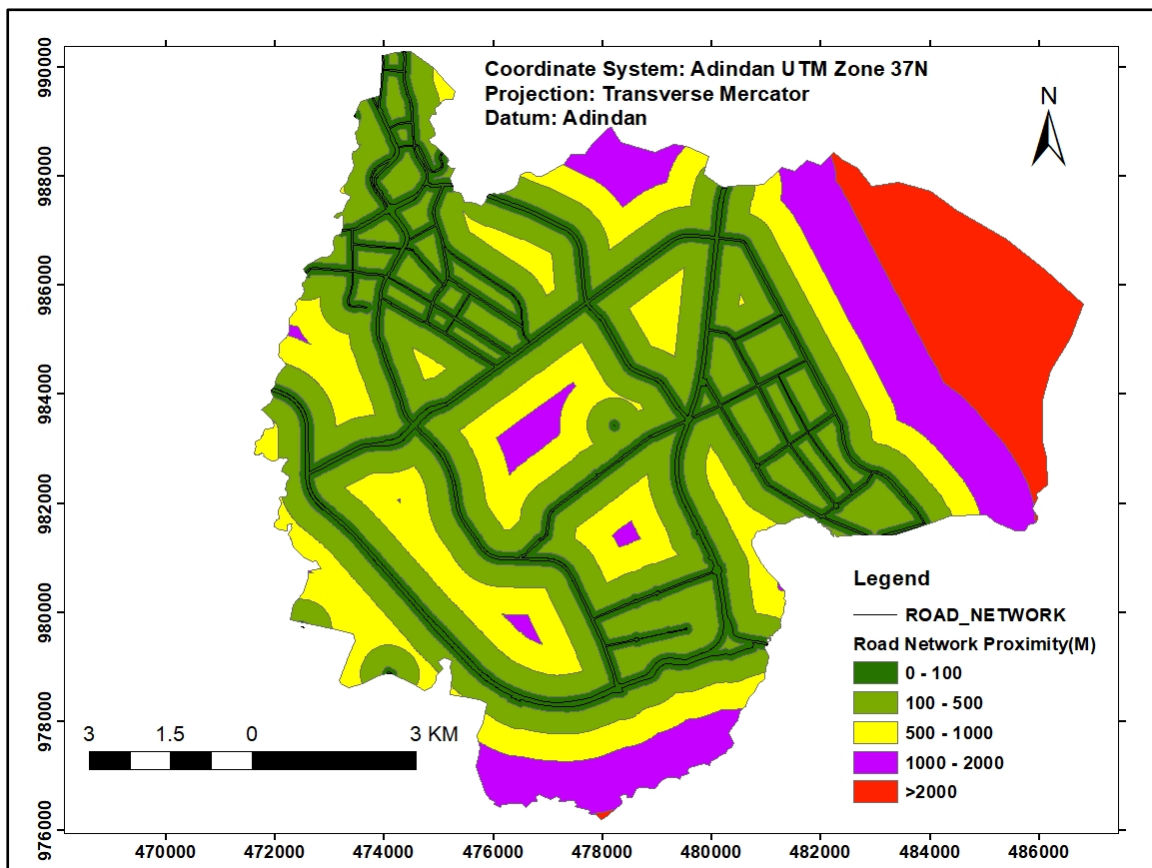 Coordinate System: Adindan UTM Zone 37N
Projection: Transverse Mercator
Datum: Adindan
N
990000
988000
986000
984000
982000
980000
978000
976000
Legend
ROAD_NETWORK
Road Network Proximity(M)
0 - 100
100 - 500
500 - 1000
1000 - 2000
>2000
3 1.5 0 3 KM
470000 472000 474000 476000 478000 480000 482000 484000 486000